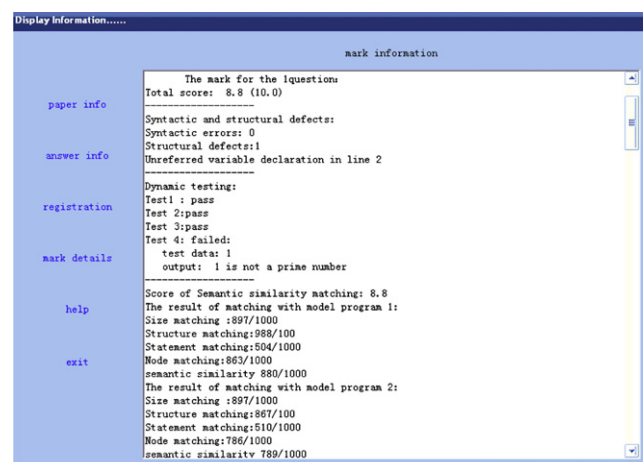 Display Information......
mark information
paper info
answer info
registration
mark details
help
exit
The mark for the 1question:
Total score: 8.8 (10.0)
-------------------
Syntactic and structural defects:
Syntactic errors: 0
Structural defects:1
Unreferred variable declaration in line 2
-------------------
Dynamic testing:
Test1 : pass
Test 2:pass
Test 3:pass
Test 4: failed:
test data: 1
output: 1 is not a prime number
-------------------
Score of Semantic similarity matching: 8.8
The result of matching with model program 1:
Size matching :897/1000
Structure matching:988/100
Statement matching:504/1000
Node matching:863/1000
semantic similarity 880/1000
The result of matching with model program 2:
Size matching :897/1000
Structure matching:867/100
Statement matching:510/1000
Node matching:786/1000
semantic similarity 789/1000